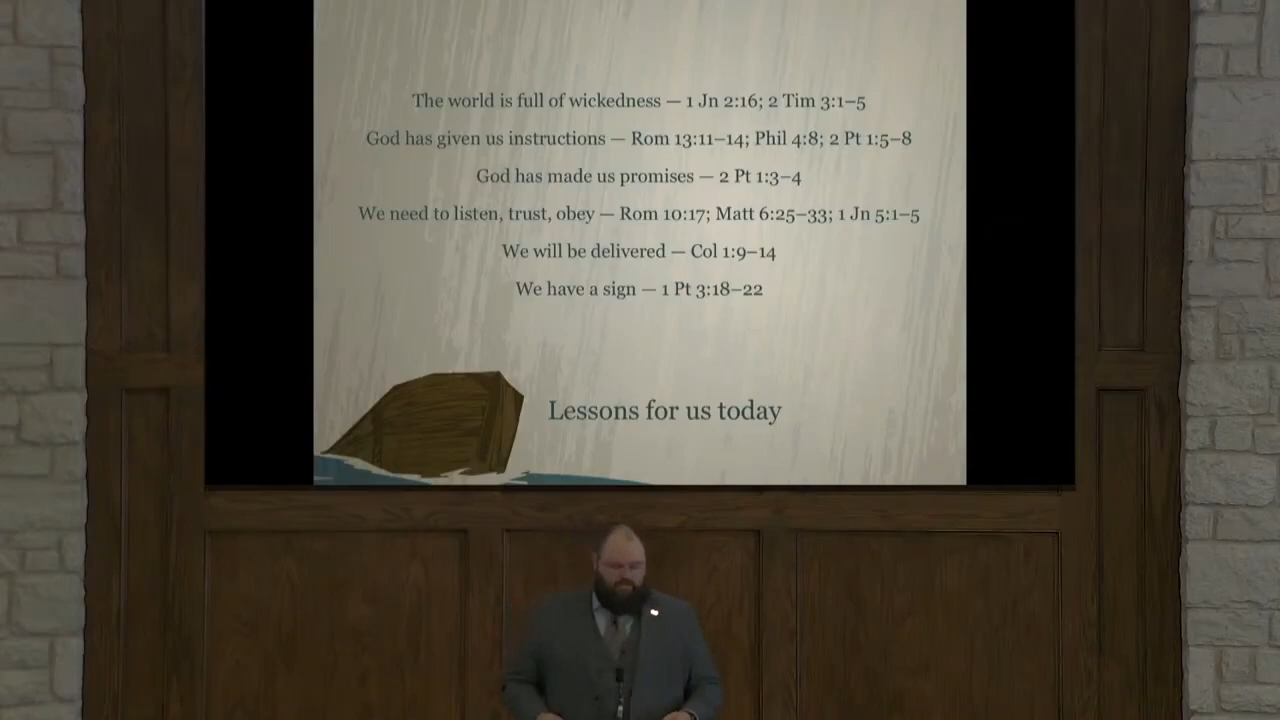 The world is full of wickedness — 1 Jn 2:16; 2 Tim 3:1–5
God has given us instructions — Rom 13:11–14; Phil 4:8; 2 Pt 1:5–8
God has made us promises — 2 Pt 1:3–4
We need to listen, trust, obey — Rom 10:17; Matt 6:25–33; 1 Jn 5:1–5
We will be delivered — Col 1:9–14
We have a sign — 1 Pt 3:18–22
Lessons for us today